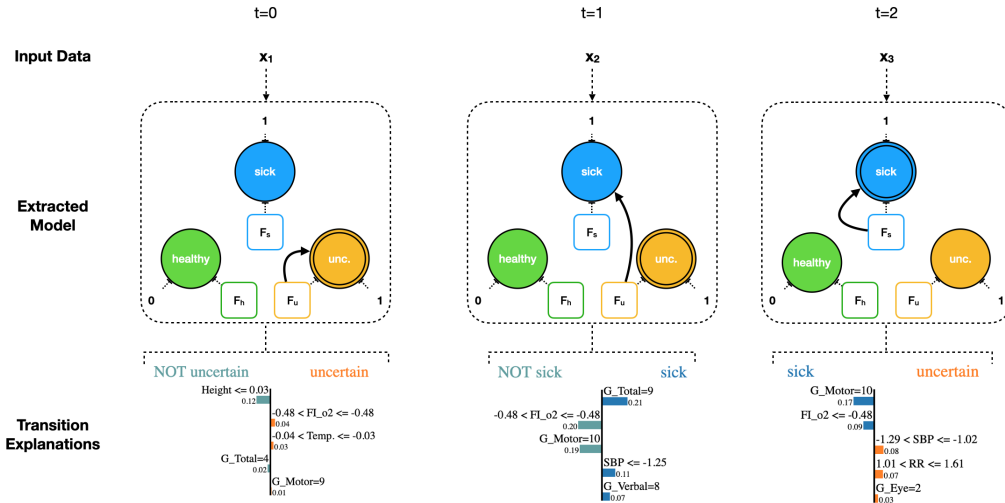 t=0
t=1
t=2
Input Data
x₁
x₂
x₃
Extracted
Model
1
sick
Fₛ
healthy
unc.
0
Fₕ
Fᵤ
1
1
sick
Fₛ
healthy
unc.
0
Fₕ
Fᵤ
1
1
sick
Fₛ
healthy
unc.
0
Fₕ
Fᵤ
1
Transition
Explanations
NOT uncertain
uncertain
Height <= 0.03
0.12
-0.48 < FI_o2 <= -0.48
0.04
-0.04 < Temp. <= -0.03
0.03
G_Total=4
0.02
G_Motor=9
0.01
NOT sick
sick
G_Total=9
0.21
-0.48 < FI_o2 <= -0.48
0.20
G_Motor=10
0.19
SBP <= -1.25
0.11
G_Verbal=8
0.07
sick
uncertain
G_Motor=10
0.17
FI_o2 <= -0.48
0.09
-1.29 < SBP <= -1.02
0.08
1.01 < RR <= 1.61
0.07
G_Eye=2
0.03